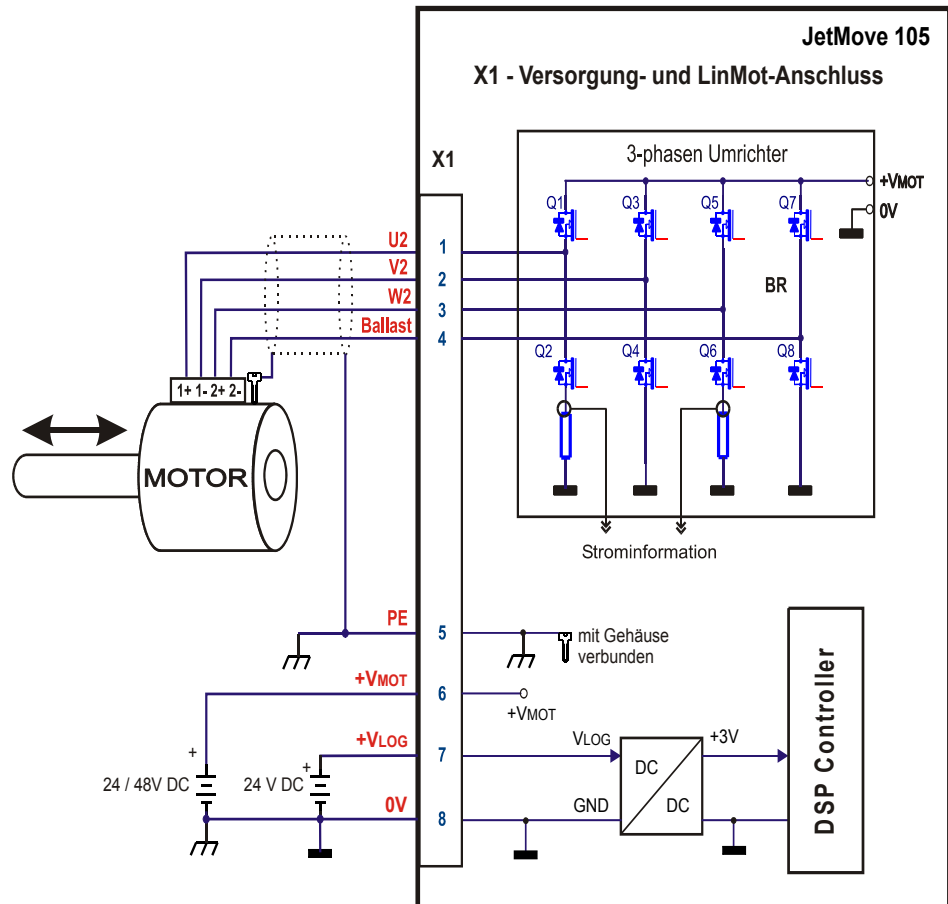 JetMove 105
X1 - Versorgung- und LinMot-Anschluss
X1
3-phasen Umrichter
+VMOT
0V
Q1
Q3
Q5
Q7
U2
1
V2
2
W2
3
Ballast
4
BR
Q2
Q4
Q6
Q8
1+ 1- 2+ 2-
MOTOR
Strominformation
PE
5
mit Gehäuse
verbunden
+VMOT
6
+VMOT
+VLOG
7
VLOG
+3V
+
+
24 / 48V DC
24 V DC
DC
DC
0V
8
GND
DSP Controller